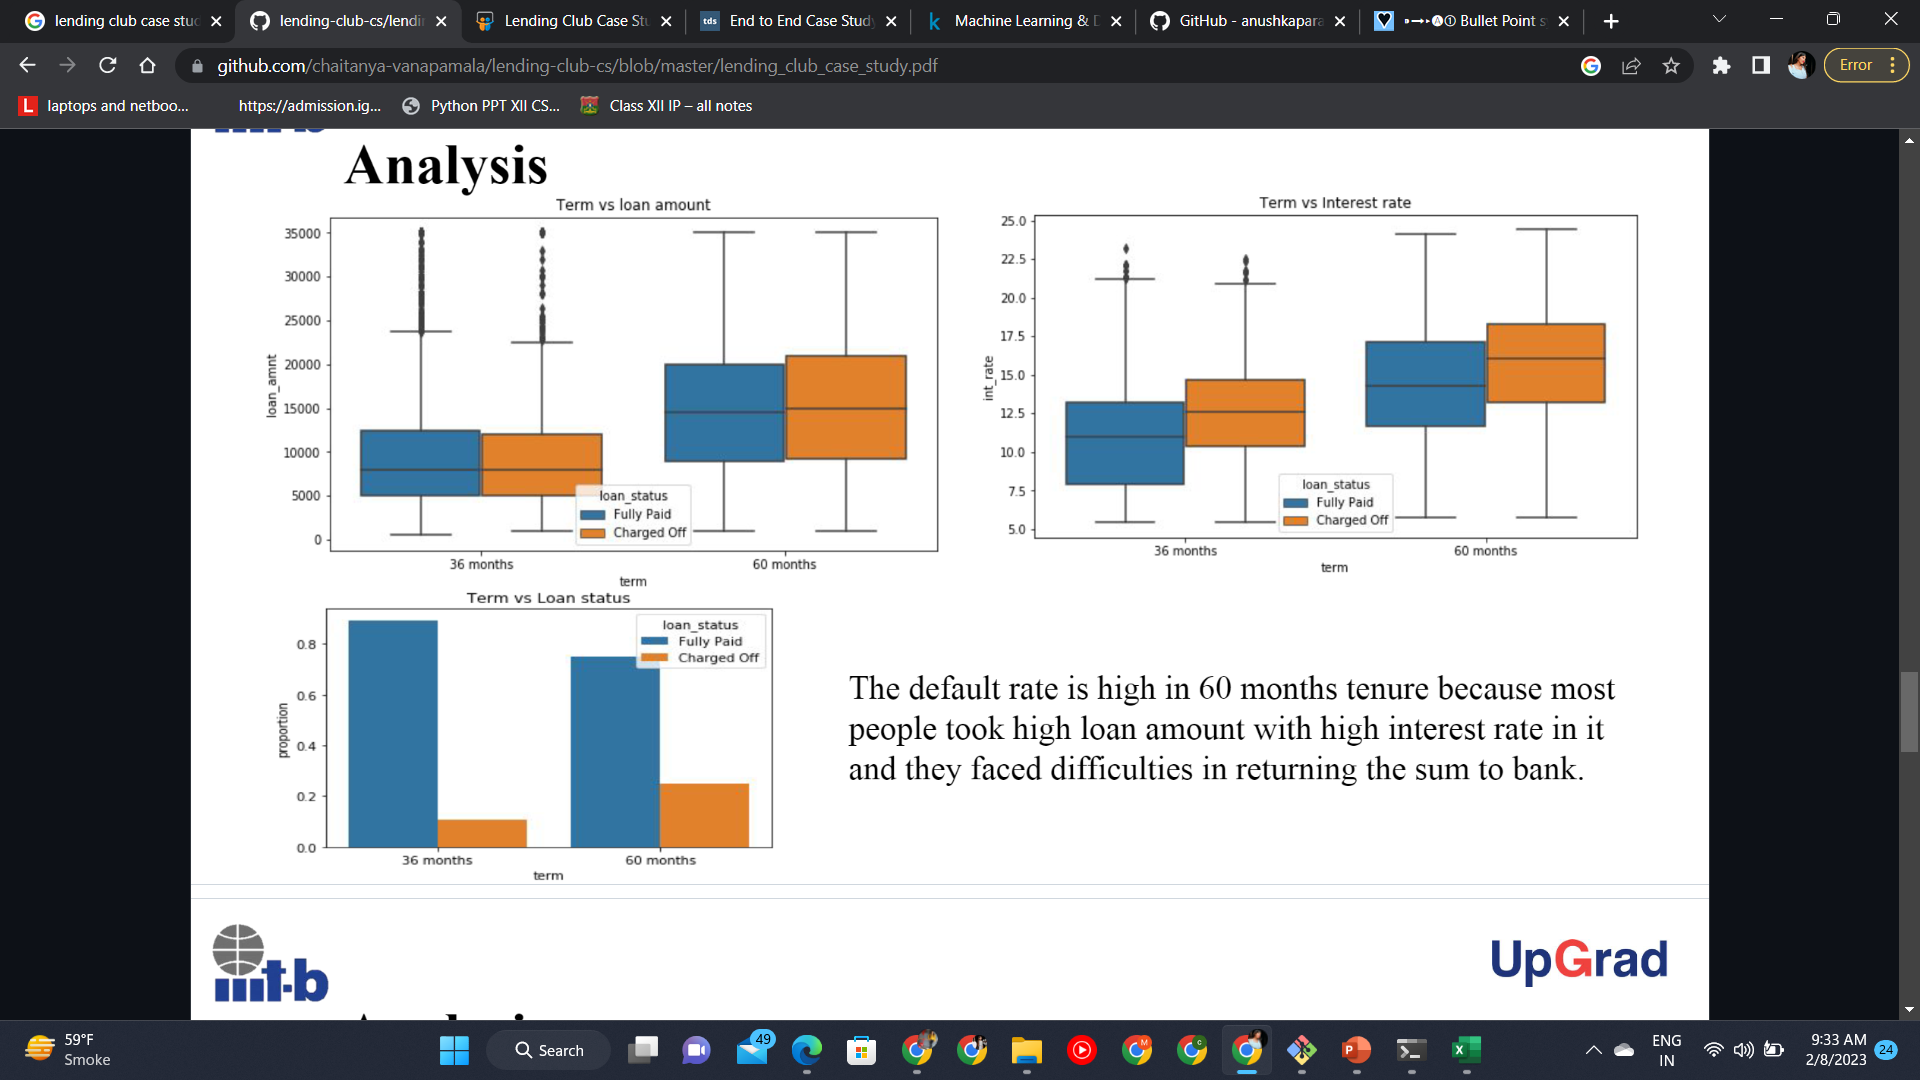 lending club case stud
lending-club-cs/lendin
Lending Club Case Stu
tds End to End Case Study
Machine Learning & D
GitHub - anushkapara
Bullet Point s
github.com/chaitanya-vanapamala/lending-club-cs/blob/master/lending_club_case_study.pdf
Error
L laptops and netboo...
https://admission.ig...
Python PPT XII CS...
Class XII IP – all notes
Analysis
Term vs loan amount
35000
30000
25000
20000
15000
10000
5000
0
loan_amnt
loan_status
Fully Paid
Charged Off
36 months
60 months
term
Term vs Interest rate
25.0
22.5
20.0
17.5
15.0
12.5
10.0
7.5
5.0
int_rate
loan_status
Fully Paid
Charged Off
36 months
60 months
term
Term vs Loan status
0.8
0.6
0.4
0.2
0.0
proportion
loan_status
Fully Paid
Charged Off
36 months
60 months
term
The default rate is high in 60 months tenure because most
people took high loan amount with high interest rate in it
and they faced difficulties in returning the sum to bank.
iiit-b
UpGrad
59°F
Smoke
Search
49
ENG
IN
9:33 AM
2/8/2023
24